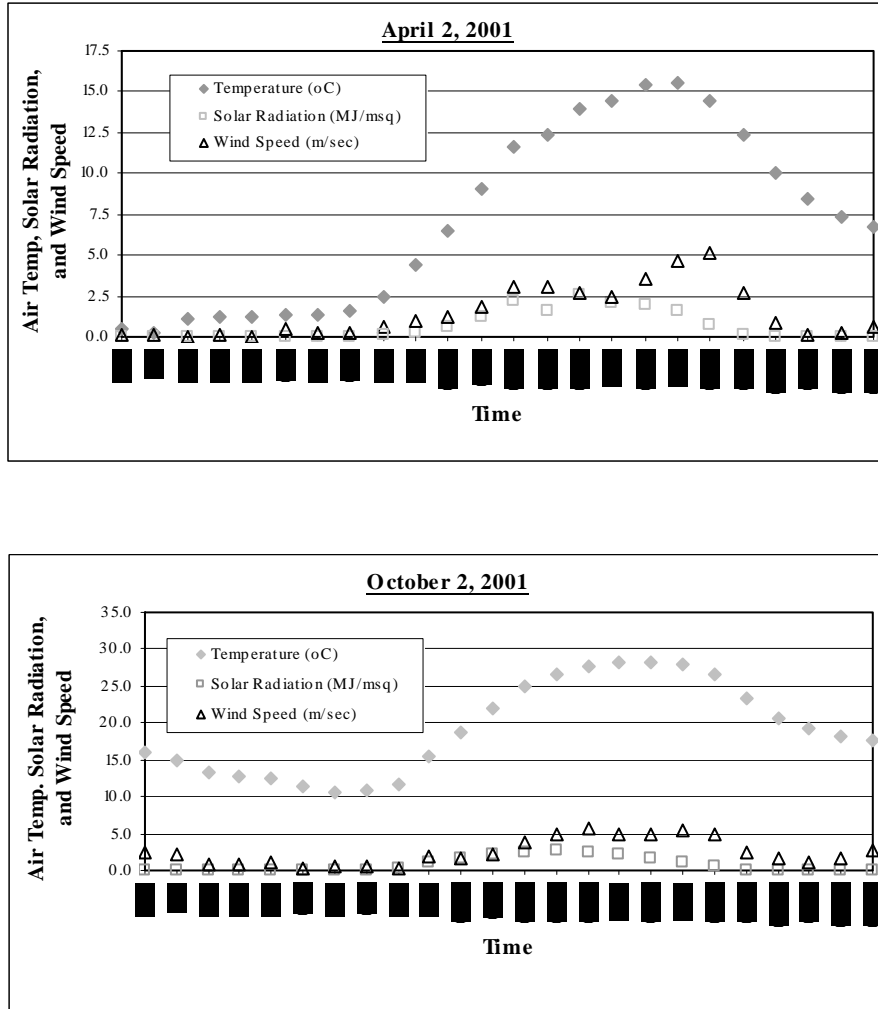 April 2, 2001
17.5
15.0
12.5
10.0
7.5
5.0
2.5
0.0
Air Temp, Solar Radiation,
and Wind Speed
Temperature (oC)
Solar Radiation (MJ/msq)
Wind Speed (m/sec)
Time
October 2, 2001
35.0
30.0
25.0
20.0
15.0
10.0
5.0
0.0
Air Temp. Solar Radiation,
and Wind Speed
Temperature (oC)
Solar Radiation (MJ/msq)
Wind Speed (m/sec)
Time